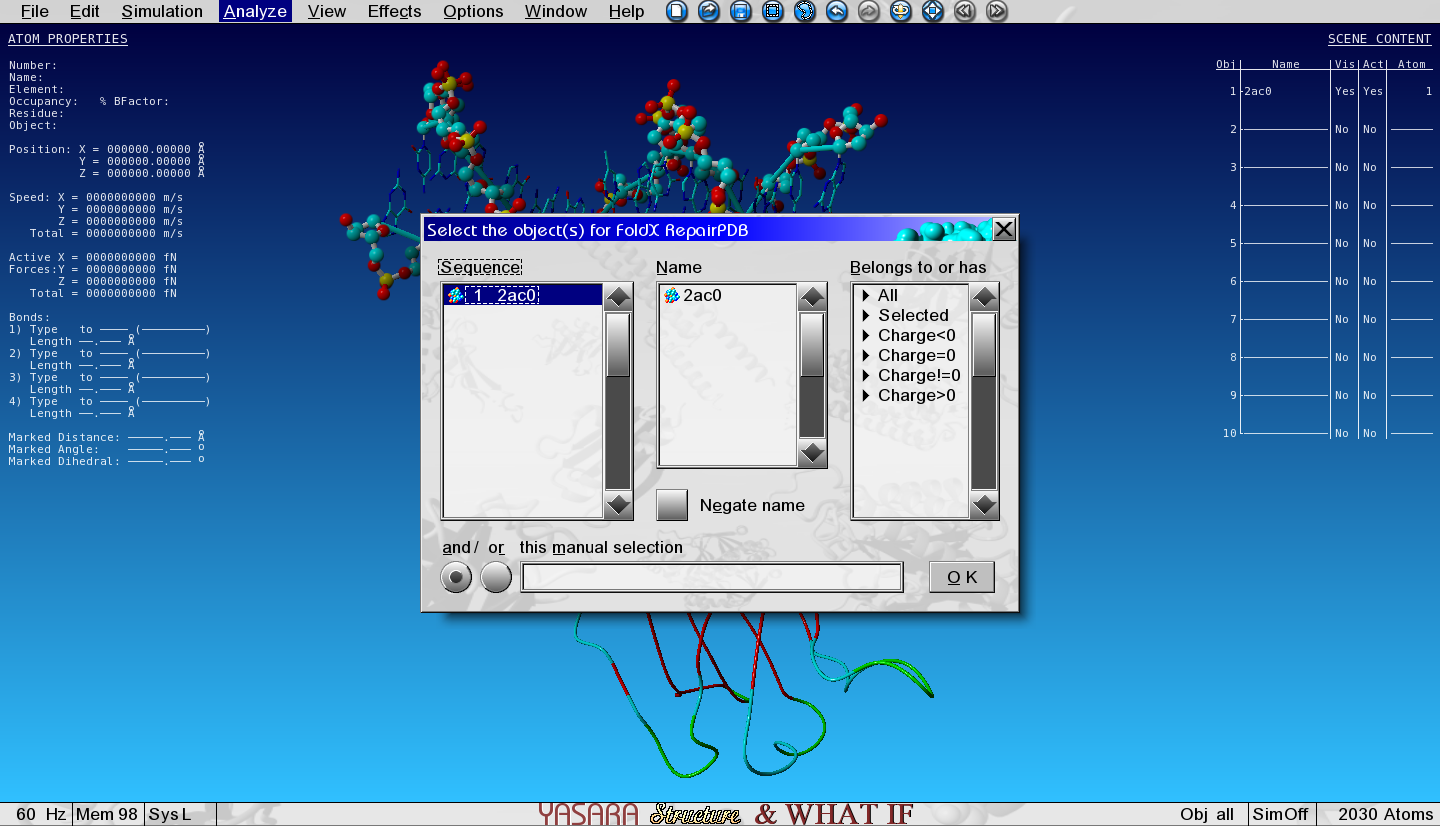 File Edit Simulation Analyze View Effects Options Window Help
ATOM PROPERTIES
Number:
Name:
Element:
Occupancy: % BFactor:
Residue:
Object:
Position: X = 000000.00000 Å
Y = 000000.00000 Å
Z = 000000.00000 Å
Speed: X = 0000000000 m/s
Y = 0000000000 m/s
Z = 0000000000 m/s
Total = 0000000000 m/s
Active X = 0000000000 fN
Forces:Y = 0000000000 fN
Z = 0000000000 fN
Total = 0000000000 fN
Bonds:
1) Type to ──── (─────────)
Length ──.─── Å
2) Type to ──── (─────────)
Length ──.─── Å
3) Type to ──── (─────────)
Length ──.─── Å
4) Type to ──── (─────────)
Length ──.─── Å
Marked Distance: ─────.─── Å
Marked Angle: ─────.─── º
Marked Dihedral: ─────.─── º
SCENE CONTENT
Obj Name Vis Act Atom
1 2ac0 Yes Yes 1
2 No No
3 No No
4 No No
5 No No
6 No No
7 No No
8 No No
9 No No
10 No No
Select the object(s) for FoldX RepairPDB
Sequence
1 2ac0
Name
2ac0
Negate name
Belongs to or has
All
Selected
Charge<0
Charge=0
Charge!=0
Charge>0
and/ or this manual selection
OK
60 Hz Mem 98 Sys L YASARA Structure & WHAT IF Obj all SimOff 2030 Atoms